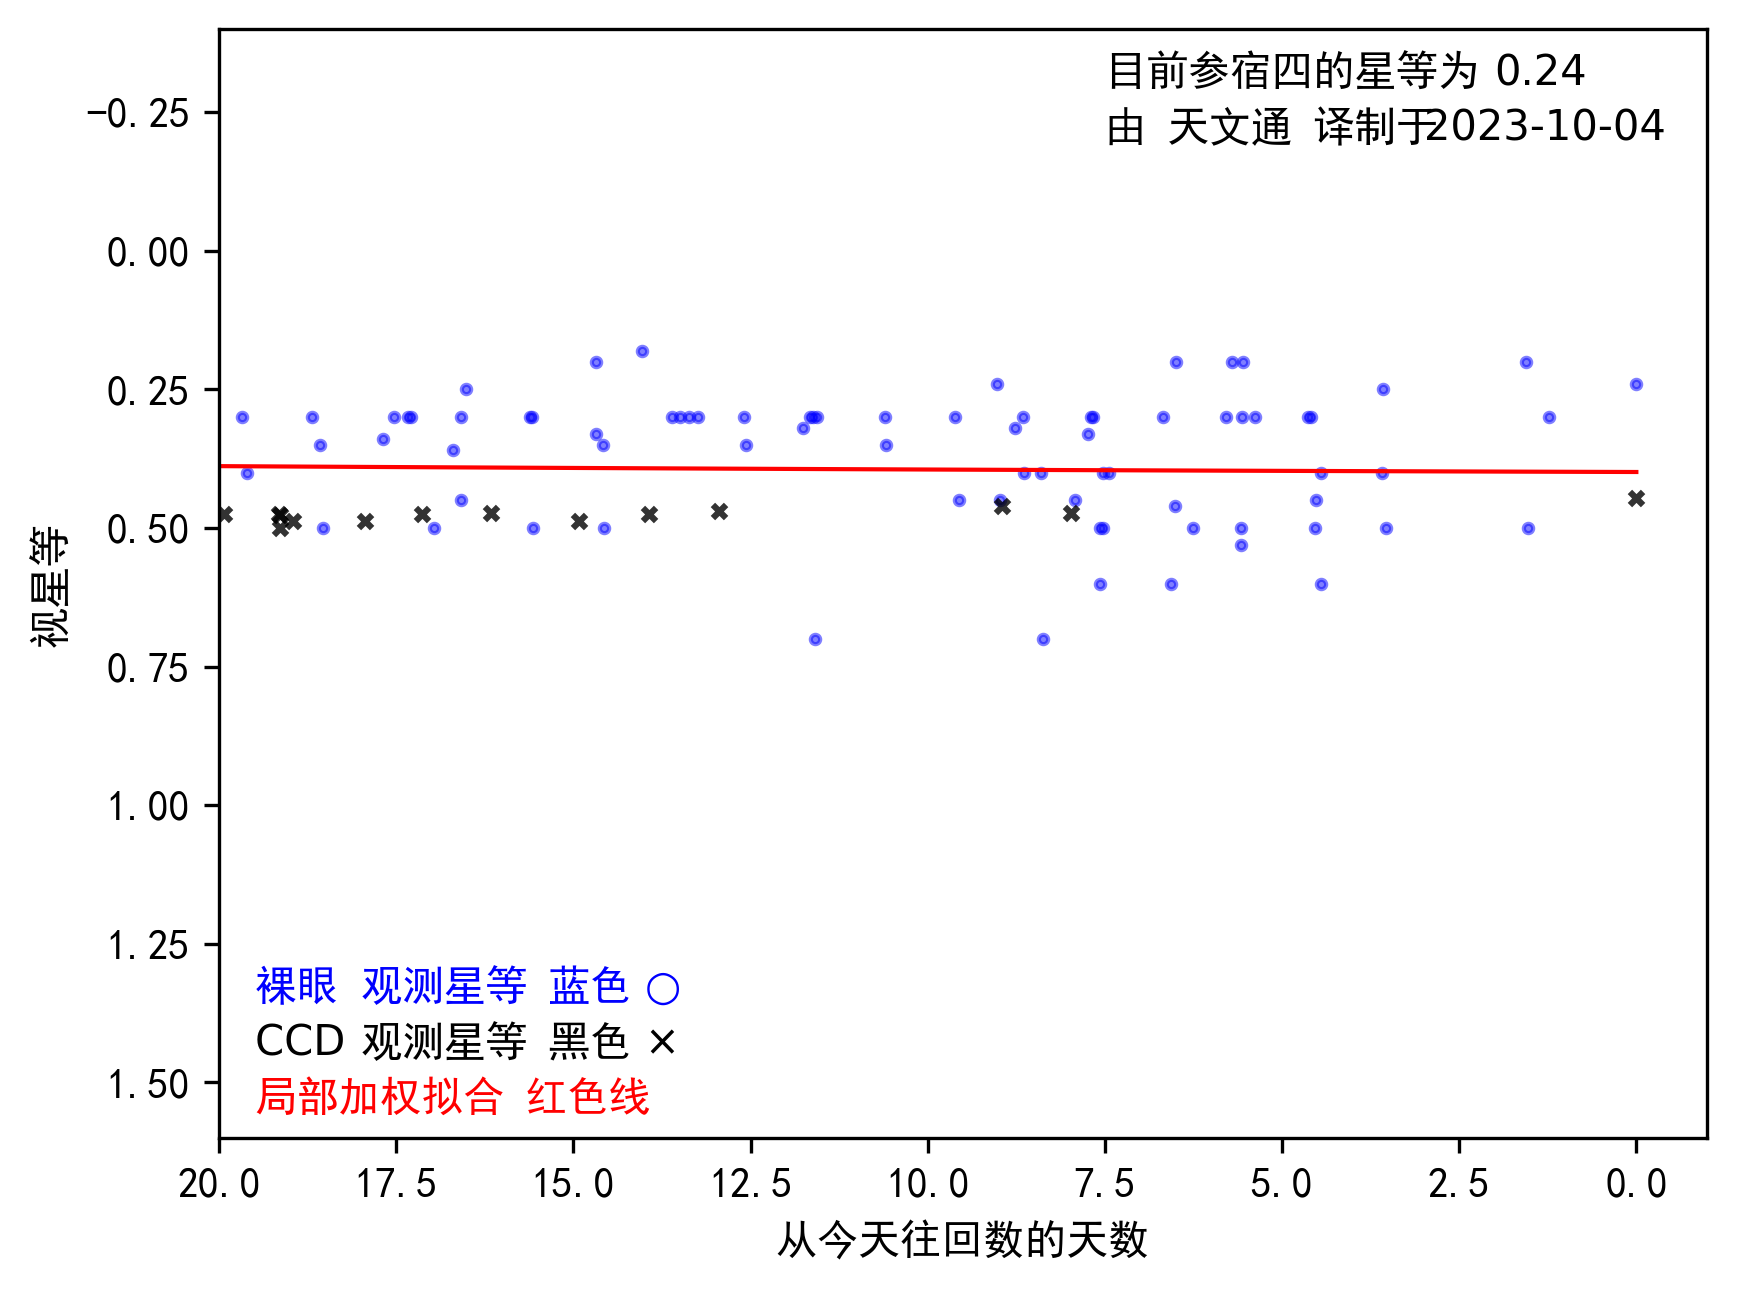 目前参宿四的星等为 0.24
由 天文通 译制于2023-10-04
−0.25
0.00
0.25
0.50
0.75
1.00
1.25
1.50
视星等
裸眼 观测星等 蓝色 ○
CCD 观测星等 黑色 ×
局部加权拟合 红色线
20.0 17.5 15.0 12.5 10.0 7.5 5.0 2.5 0.0
从今天往回数的天数